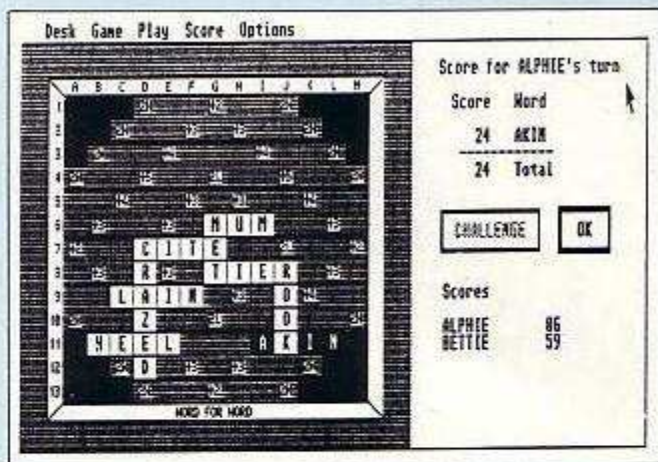 Desk Game Play Score Options
A B C D E F G H I J K L M
1
2
3
4
5
6 M U M
7 C I T E
8 R T I E R
9 L A I N O
10 Z O
11 E E L A K I N
12 D
13
WORD FOR WORD
Score for ALPHIE's turn
Score Word
24 AKIN
24 Total
CHALLENGE OK
Scores
ALPHIE 86
BETTIE 59